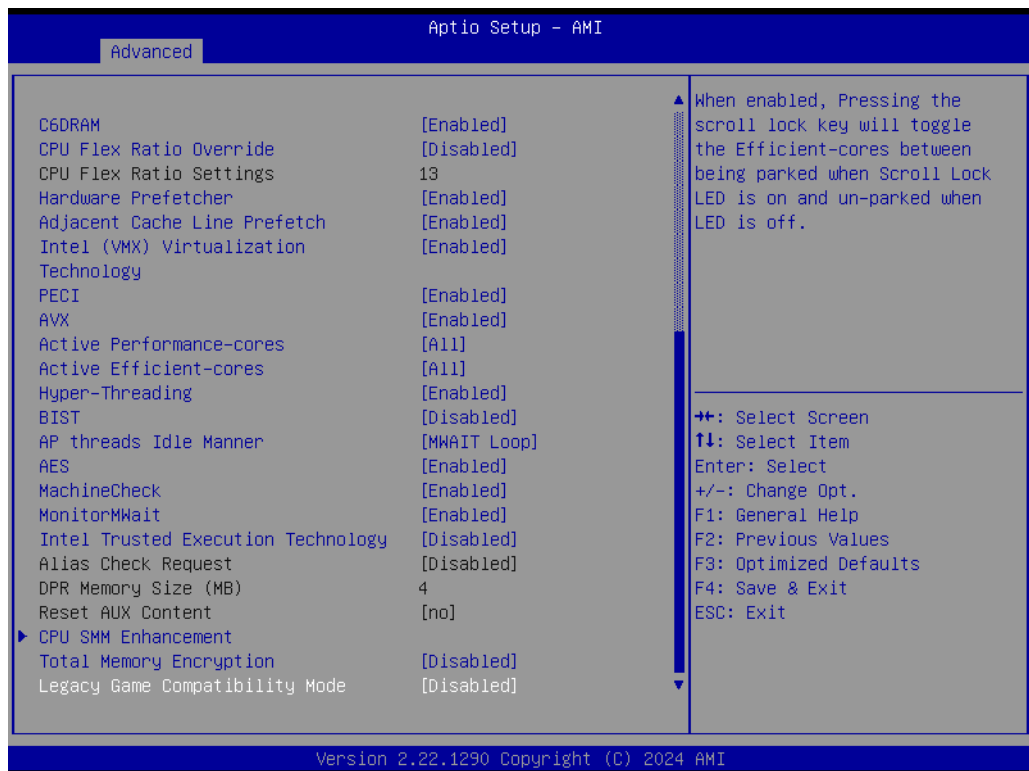 Aptio Setup – AMI
Advanced
C6DRAM [Enabled]
CPU Flex Ratio Override [Disabled]
CPU Flex Ratio Settings 13
Hardware Prefetcher [Enabled]
Adjacent Cache Line Prefetch [Enabled]
Intel (VMX) Virtualization [Enabled]
Technology
PECI [Enabled]
AVX [Enabled]
Active Performance-cores [All]
Active Efficient-cores [All]
Hyper-Threading [Enabled]
BIST [Disabled]
AP threads Idle Manner [MWAIT Loop]
AES [Enabled]
MachineCheck [Enabled]
MonitorMWait [Enabled]
Intel Trusted Execution Technology [Disabled]
Alias Check Request [Disabled]
DPR Memory Size (MB) 4
Reset AUX Content [no]
CPU SMM Enhancement
Total Memory Encryption [Disabled]
Legacy Game Compatibility Mode [Disabled]
When enabled, Pressing the
scroll lock key will toggle
the Efficient-cores between
being parked when Scroll Lock
LED is on and un-parked when
LED is off.
→←: Select Screen
↑↓: Select Item
Enter: Select
+/-: Change Opt.
F1: General Help
F2: Previous Values
F3: Optimized Defaults
F4: Save & Exit
ESC: Exit
Version 2.22.1290 Copyright (C) 2024 AMI